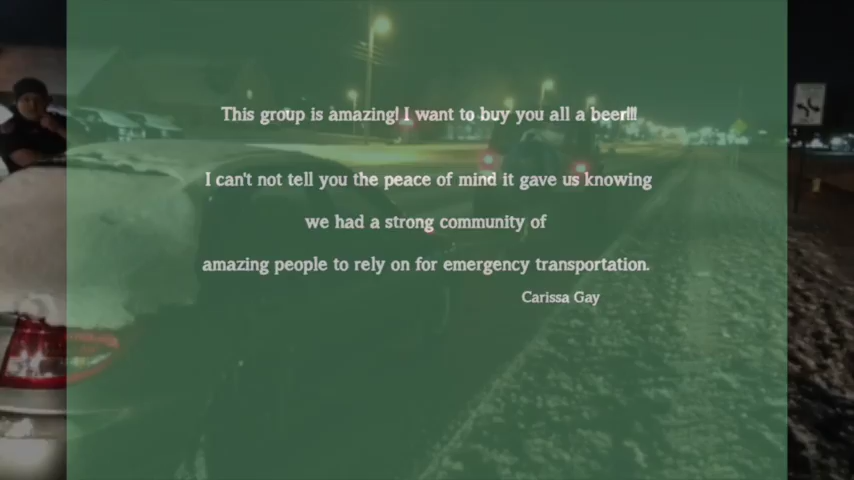 This group is amazing! I want to buy you all a beer!!!
I can't not tell you the peace of mind it gave us knowing
we had a strong community of
amazing people to rely on for emergency transportation.
Carissa Gay